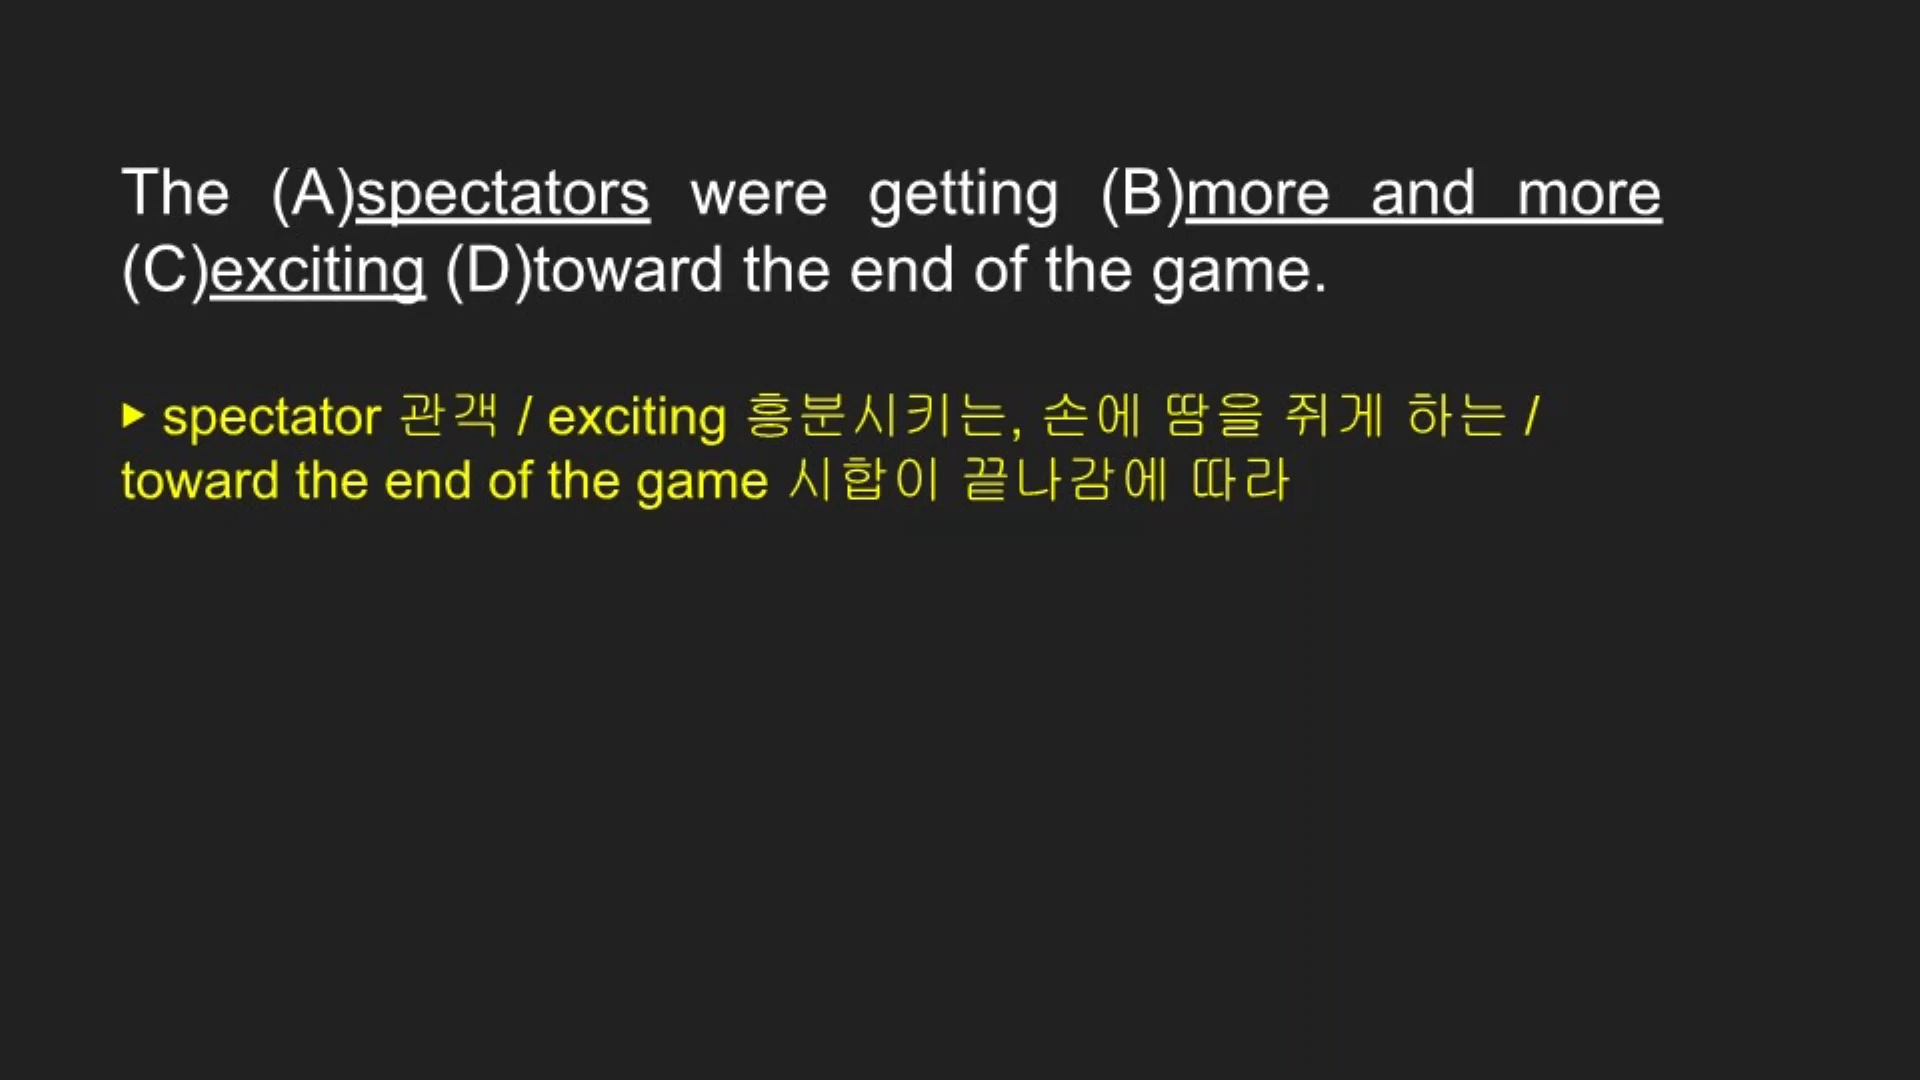 The (A)spectators were getting (B)more and more
(C)exciting (D)toward the end of the game.
▶ spectator 관객 / exciting 흥분시키는, 손에 땀을 쥐게 하는 /
toward the end of the game 시합이 끝나감에 따라